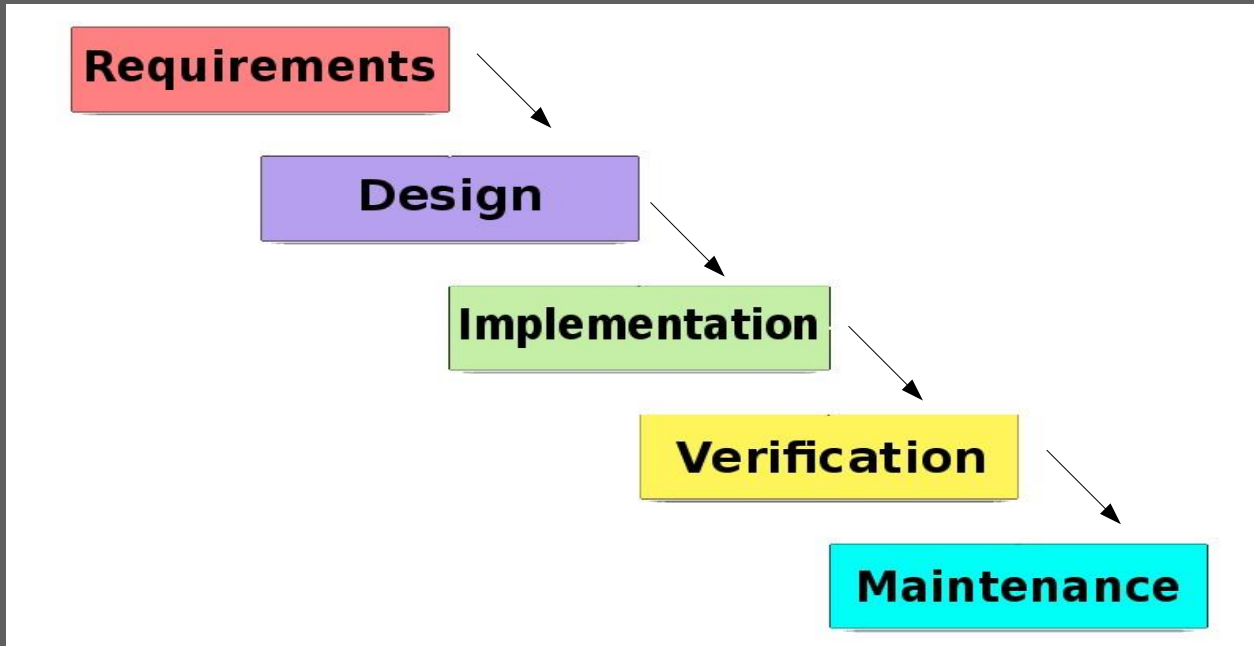 Requirements
Design
Implementation
Verification
Maintenance